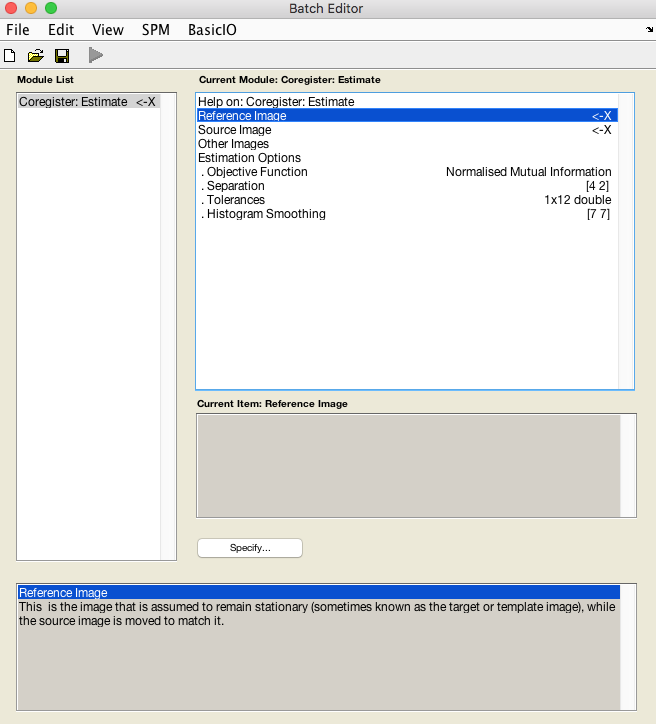 Batch Editor
File Edit View SPM BasicIO
Module List
Coregister: Estimate <-X
Current Module: Coregister: Estimate
Help on: Coregister: Estimate
Reference Image <-X
Source Image <-X
Other Images
Estimation Options
. Objective Function Normalised Mutual Information
. Separation [4 2]
. Tolerances 1x12 double
. Histogram Smoothing [7 7]
Current Item: Reference Image
Specify...
Reference Image
This is the image that is assumed to remain stationary (sometimes known as the target or template image), while
the source image is moved to match it.